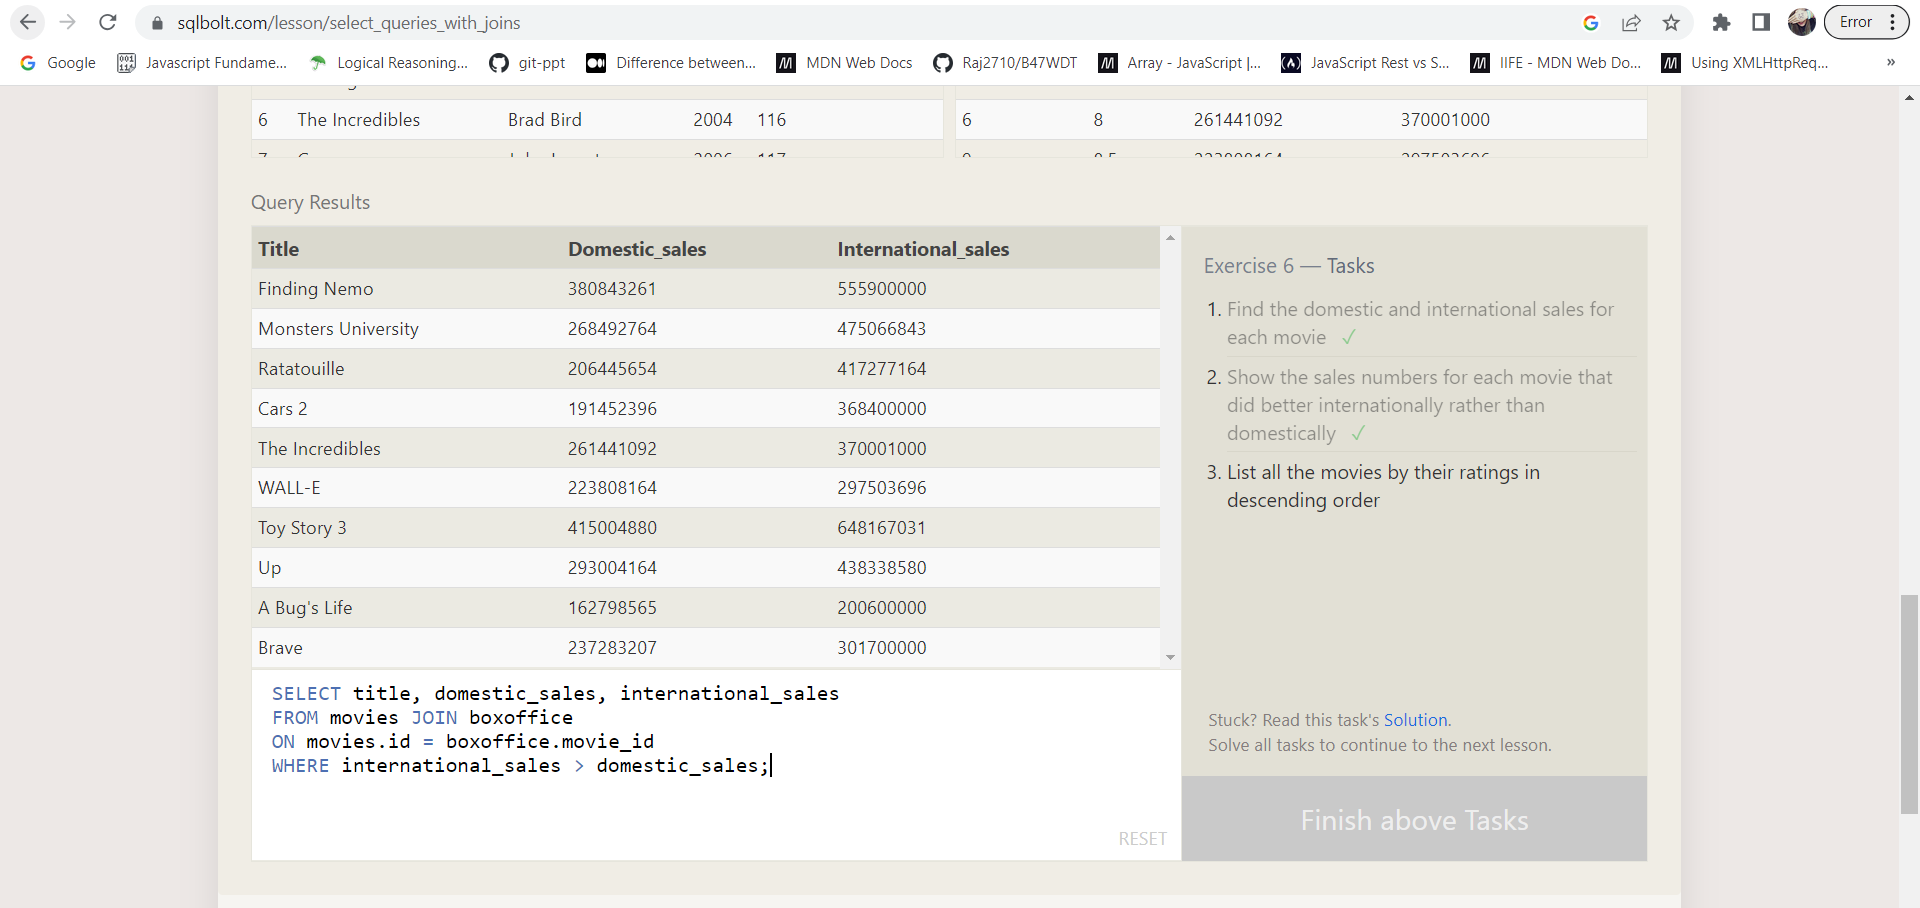 sqlbolt.com/lesson/select_queries_with_joins
Error
Google
Javascript Fundame...
Logical Reasoning...
git-ppt
Difference between...
MDN Web Docs
Raj2710/B47WDT
Array - JavaScript |...
JavaScript Rest vs S...
IIFE - MDN Web Do...
Using XMLHttpReq...
»
6 The Incredibles Brad Bird 2004 116
6 8 261441092 370001000
Query Results
Title Domestic_sales International_sales
Finding Nemo 380843261 555900000
Monsters University 268492764 475066843
Ratatouille 206445654 417277164
Cars 2 191452396 368400000
The Incredibles 261441092 370001000
WALL-E 223808164 297503696
Toy Story 3 415004880 648167031
Up 293004164 438338580
A Bug's Life 162798565 200600000
Brave 237283207 301700000
SELECT title, domestic_sales, international_sales
FROM movies JOIN boxoffice
ON movies.id = boxoffice.movie_id
WHERE international_sales > domestic_sales;
RESET
Exercise 6 — Tasks
1. Find the domestic and international sales for
each movie ✓
2. Show the sales numbers for each movie that
did better internationally rather than
domestically ✓
3. List all the movies by their ratings in
descending order
Stuck? Read this task's Solution.
Solve all tasks to continue to the next lesson.
Finish above Tasks